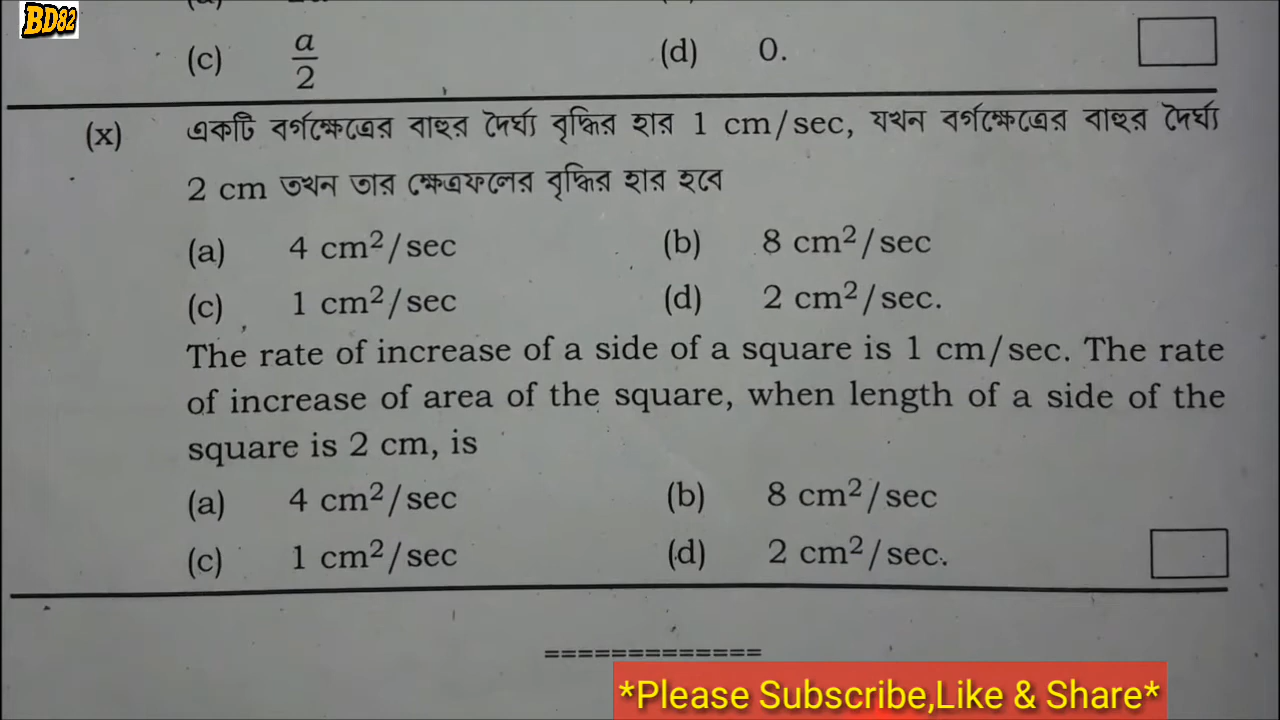 BD82
(c) a/2 (d) 0.
(x) একটি বর্গক্ষেত্রের বাহুর দৈর্ঘ্য বৃদ্ধির হার 1 cm/sec, যখন বর্গক্ষেত্রের বাহুর দৈর্ঘ্য
2 cm তখন তার ক্ষেত্রফলের বৃদ্ধির হার হবে
(a) 4 cm²/sec (b) 8 cm²/sec
(c) 1 cm²/sec (d) 2 cm²/sec.
The rate of increase of a side of a square is 1 cm/sec. The rate
of increase of area of the square, when length of a side of the
square is 2 cm, is
(a) 4 cm²/sec (b) 8 cm²/sec
(c) 1 cm²/sec (d) 2 cm²/sec.
=============
*Please Subscribe,Like & Share*